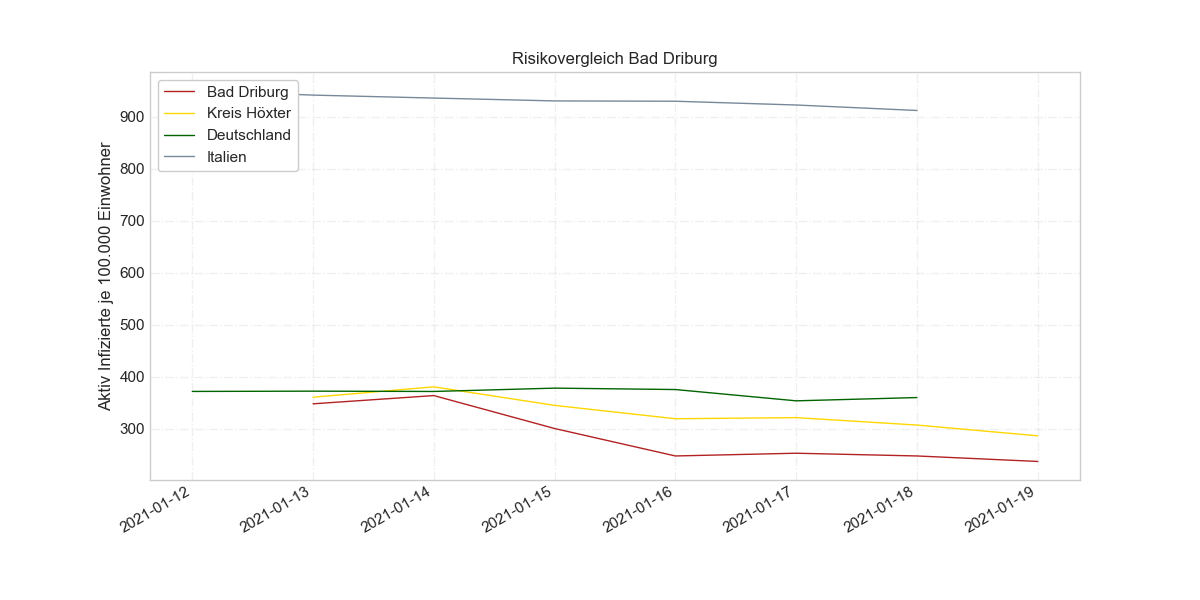 Risikovergleich Bad Driburg
Bad Driburg
Kreis Höxter
Deutschland
Italien
Aktiv Infizierte je 100.000 Einwohner
900
800
700
600
500
400
300
2021-01-12
2021-01-13
2021-01-14
2021-01-15
2021-01-16
2021-01-17
2021-01-18
2021-01-19